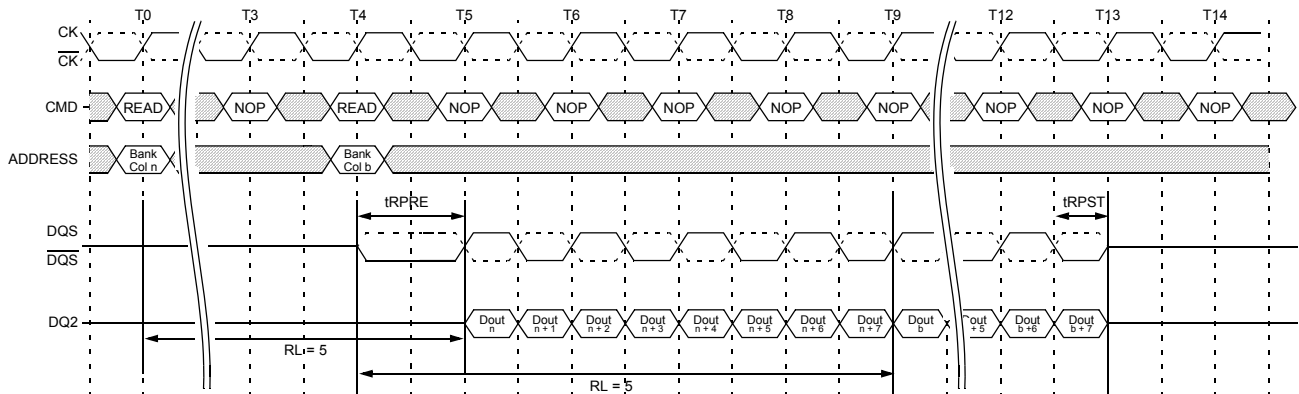 T0 T3 T4 T5 T6 T7 T8 T9 T12 T13 T14
CK
CK
CMD READ NOP READ NOP NOP NOP NOP NOP NOP NOP NOP
ADDRESS Bank Col n Bank Col b
tRPRE tRPST
DQS
DQS
DQ2 Dout n Dout n + 1 Dout n + 2 Dout n + 3 Dout n + 4 Dout n + 5 Dout n + 6 Dout n + 7 Dout b Dout + 5 Dout b +6 Dout b + 7
RL = 5
RL = 5